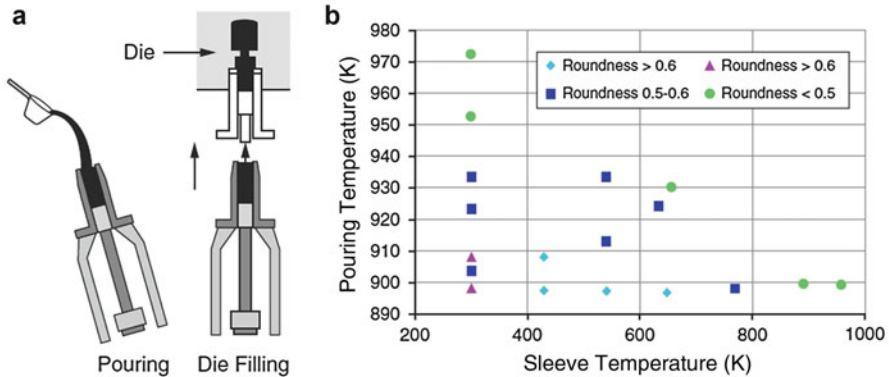 a
Die
Pouring
Die Filling
b
Pouring Temperature (K)
980
970
960
950
940
930
920
910
900
890
Roundness > 0.6
Roundness > 0.6
Roundness 0.5-0.6
Roundness < 0.5
200
400
600
800
1000
Sleeve Temperature (K)